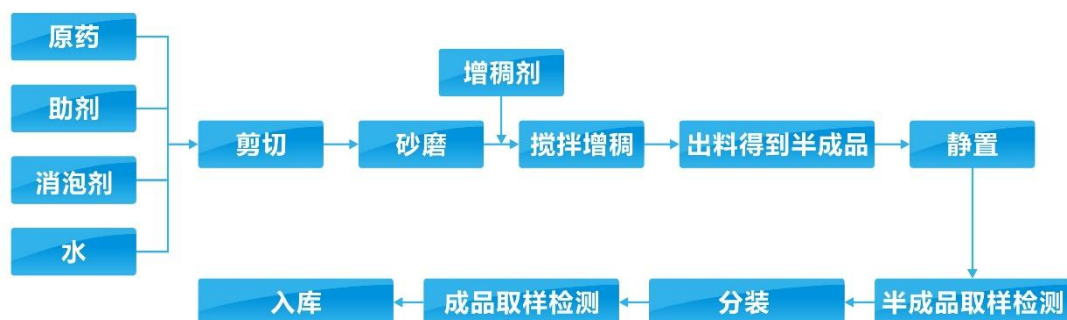 原药
助剂
消泡剂
水
剪切
砂磨
增稠剂
搅拌增稠
出料得到半成品
静置
半成品取样检测
分装
成品取样检测
入库